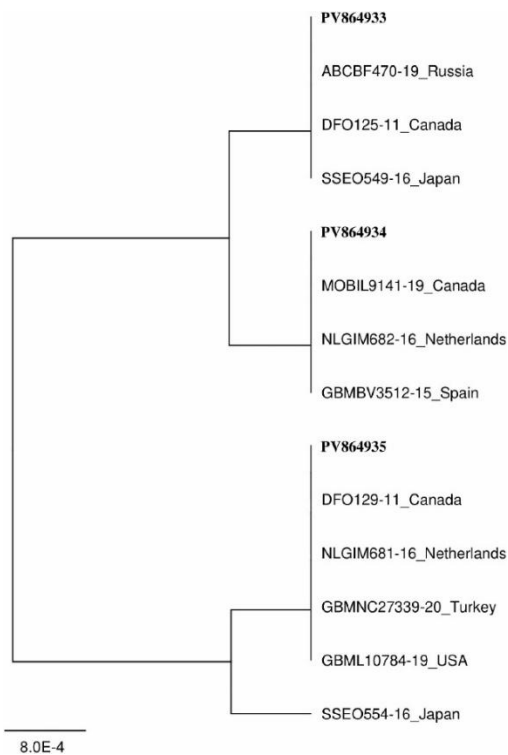 PV864933
ABCBF470-19_Russia
DFO125-11_Canada
SSEO549-16_Japan
PV864934
MOBIL9141-19_Canada
NLGIM682-16_Netherlands
GBMBV3512-15_Spain
PV864935
DFO129-11_Canada
NLGIM681-16_Netherlands
GBMNC27339-20_Turkey
GBML10784-19_USA
SSEO554-16_Japan
8.0E-4